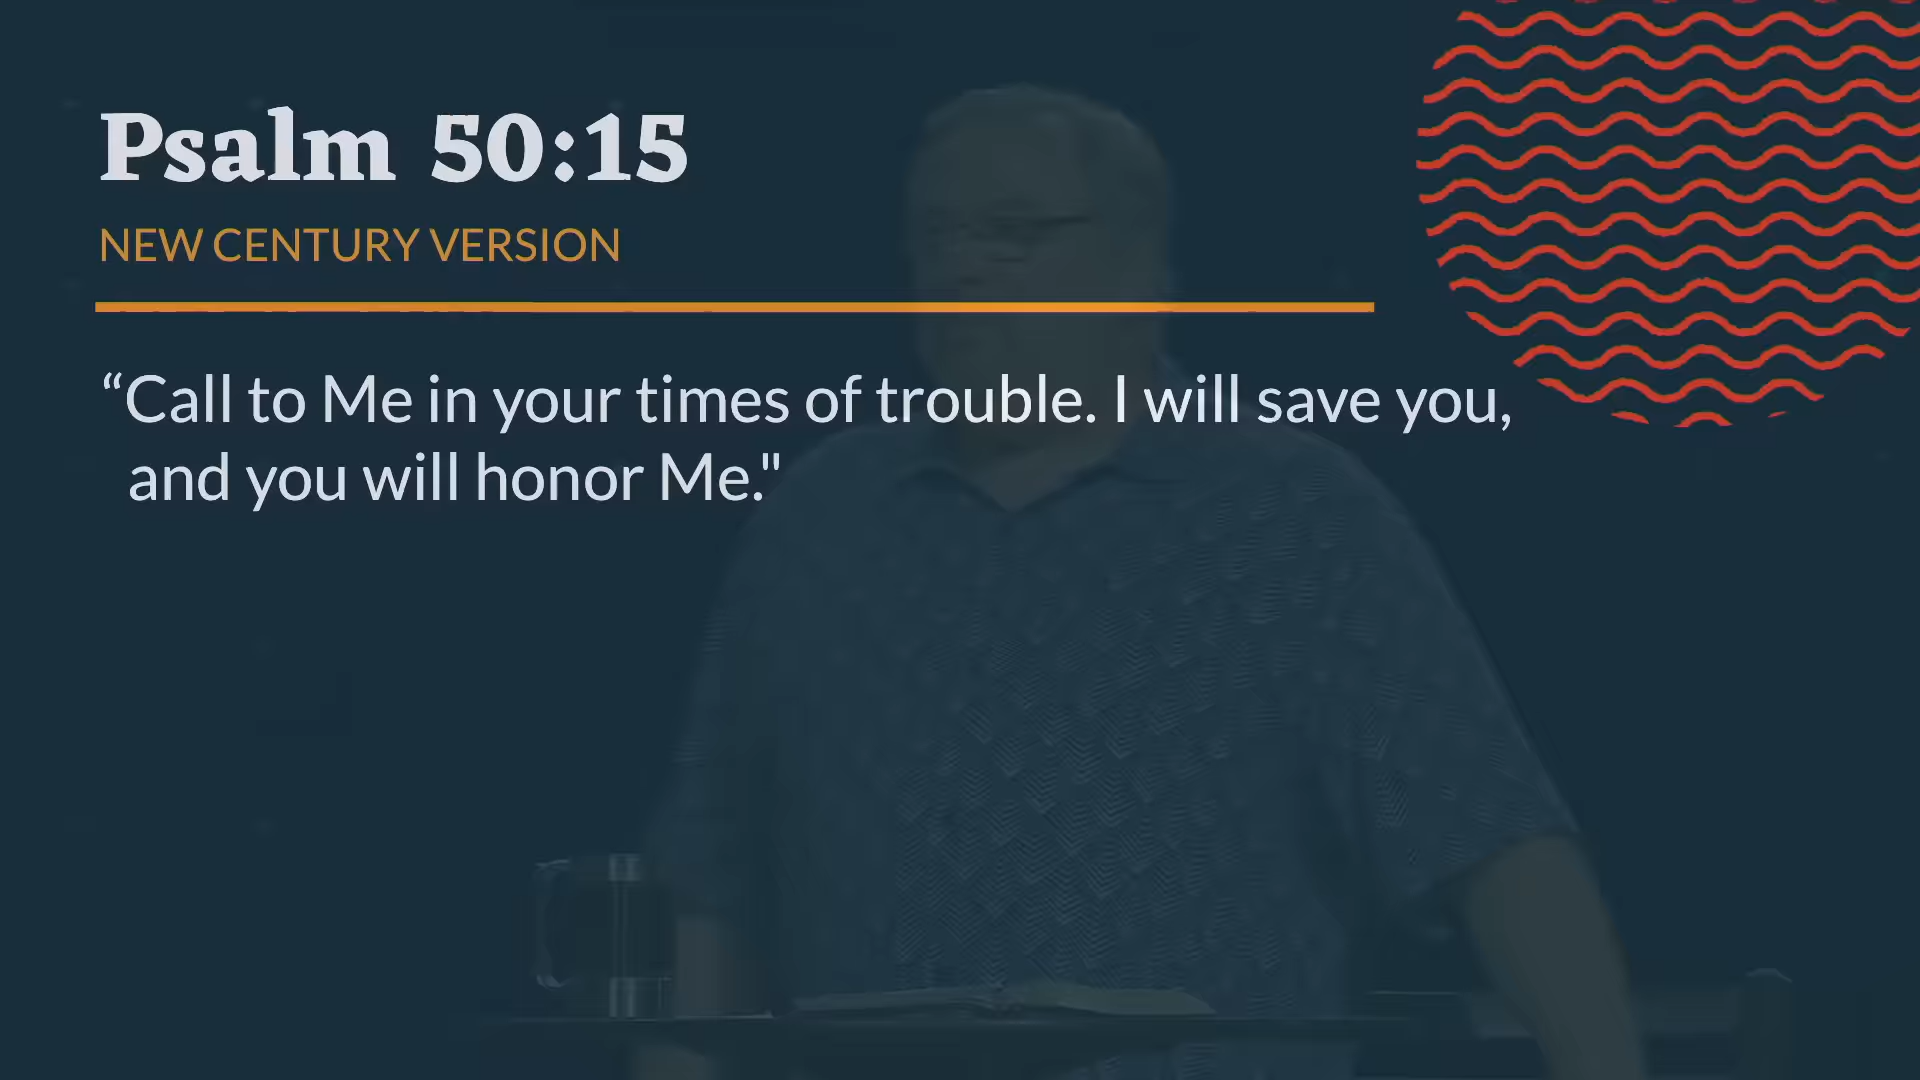 Psalm 50:15
NEW CENTURY VERSION
“Call to Me in your times of trouble. I will save you,
and you will honor Me."